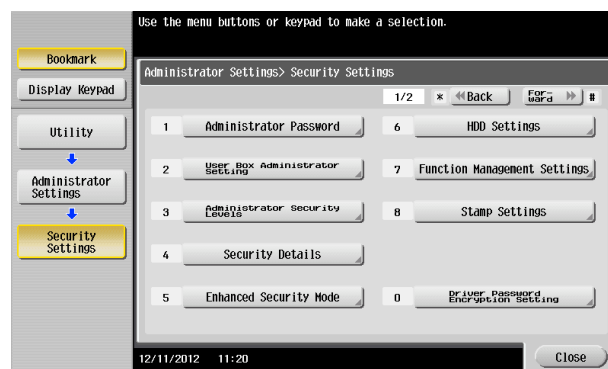 Use the menu buttons or keypad to make a selection.
Bookmark
Display Keypad
Utility
Administrator
Settings
Security
Settings
Administrator Settings> Security Settings
1/2 * Back For-
ward #
1 Administrator Password
2 User Box Administrator
Setting
3 Administrator Security
Levels
4 Security Details
5 Enhanced Security Mode
6 HDD Settings
7 Function Management Settings
8 Stamp Settings
0 Driver Password
Encryption Setting
12/11/2012 11:20
Close